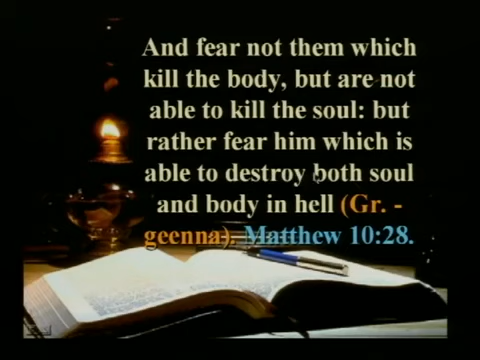 And fear not them which
kill the body, but are not
able to kill the soul: but
rather fear him which is
able to destroy both soul
and body in hell (Gr. -
geenna). Matthew 10:28.